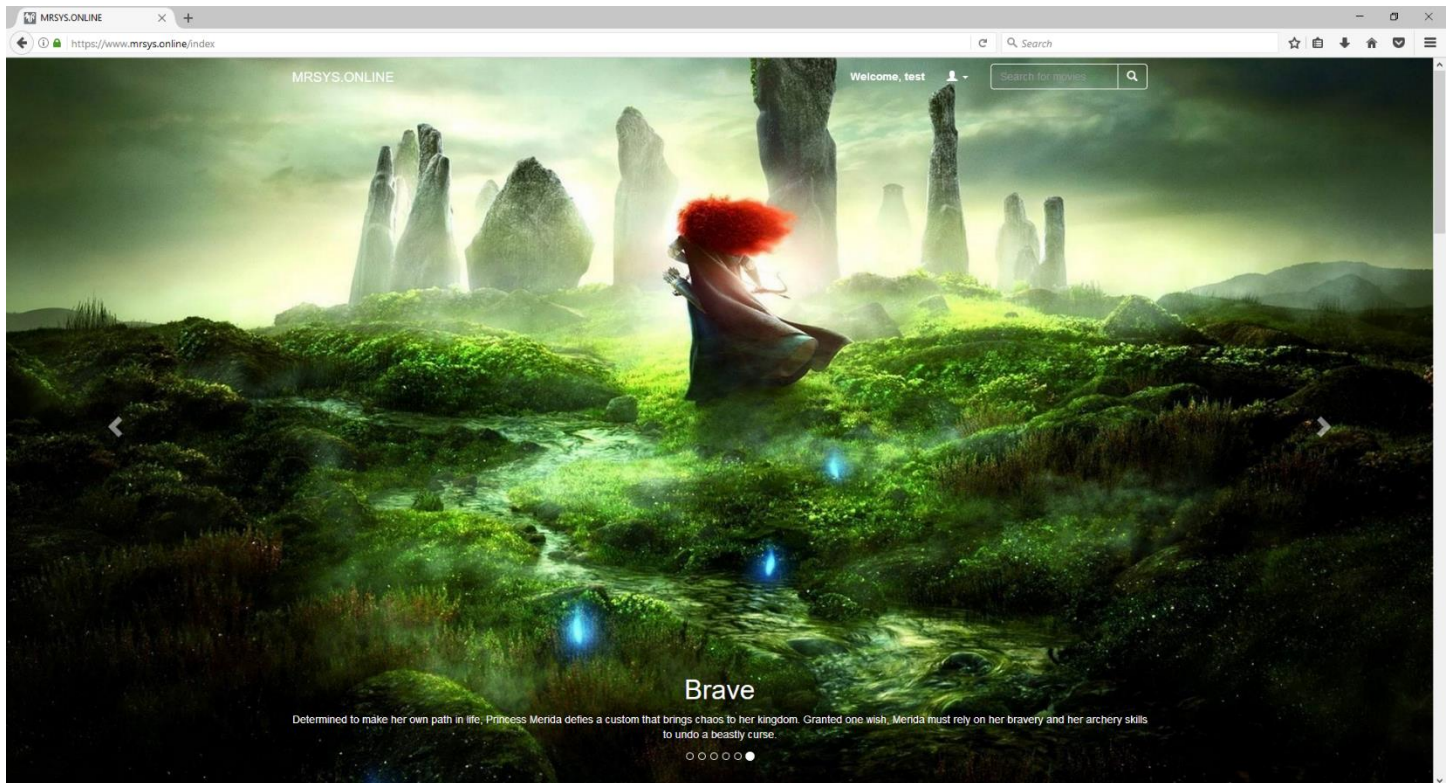 MRSYS.ONLINE
https://www.mrsys.online/index
Search
MRSYS.ONLINE
Welcome, test
Search for movies
Brave
Determined to make her own path in life, Princess Merida defies a custom that brings chaos to her kingdom. Granted one wish, Merida must rely on her bravery and her archery skills
to undo a beastly curse.